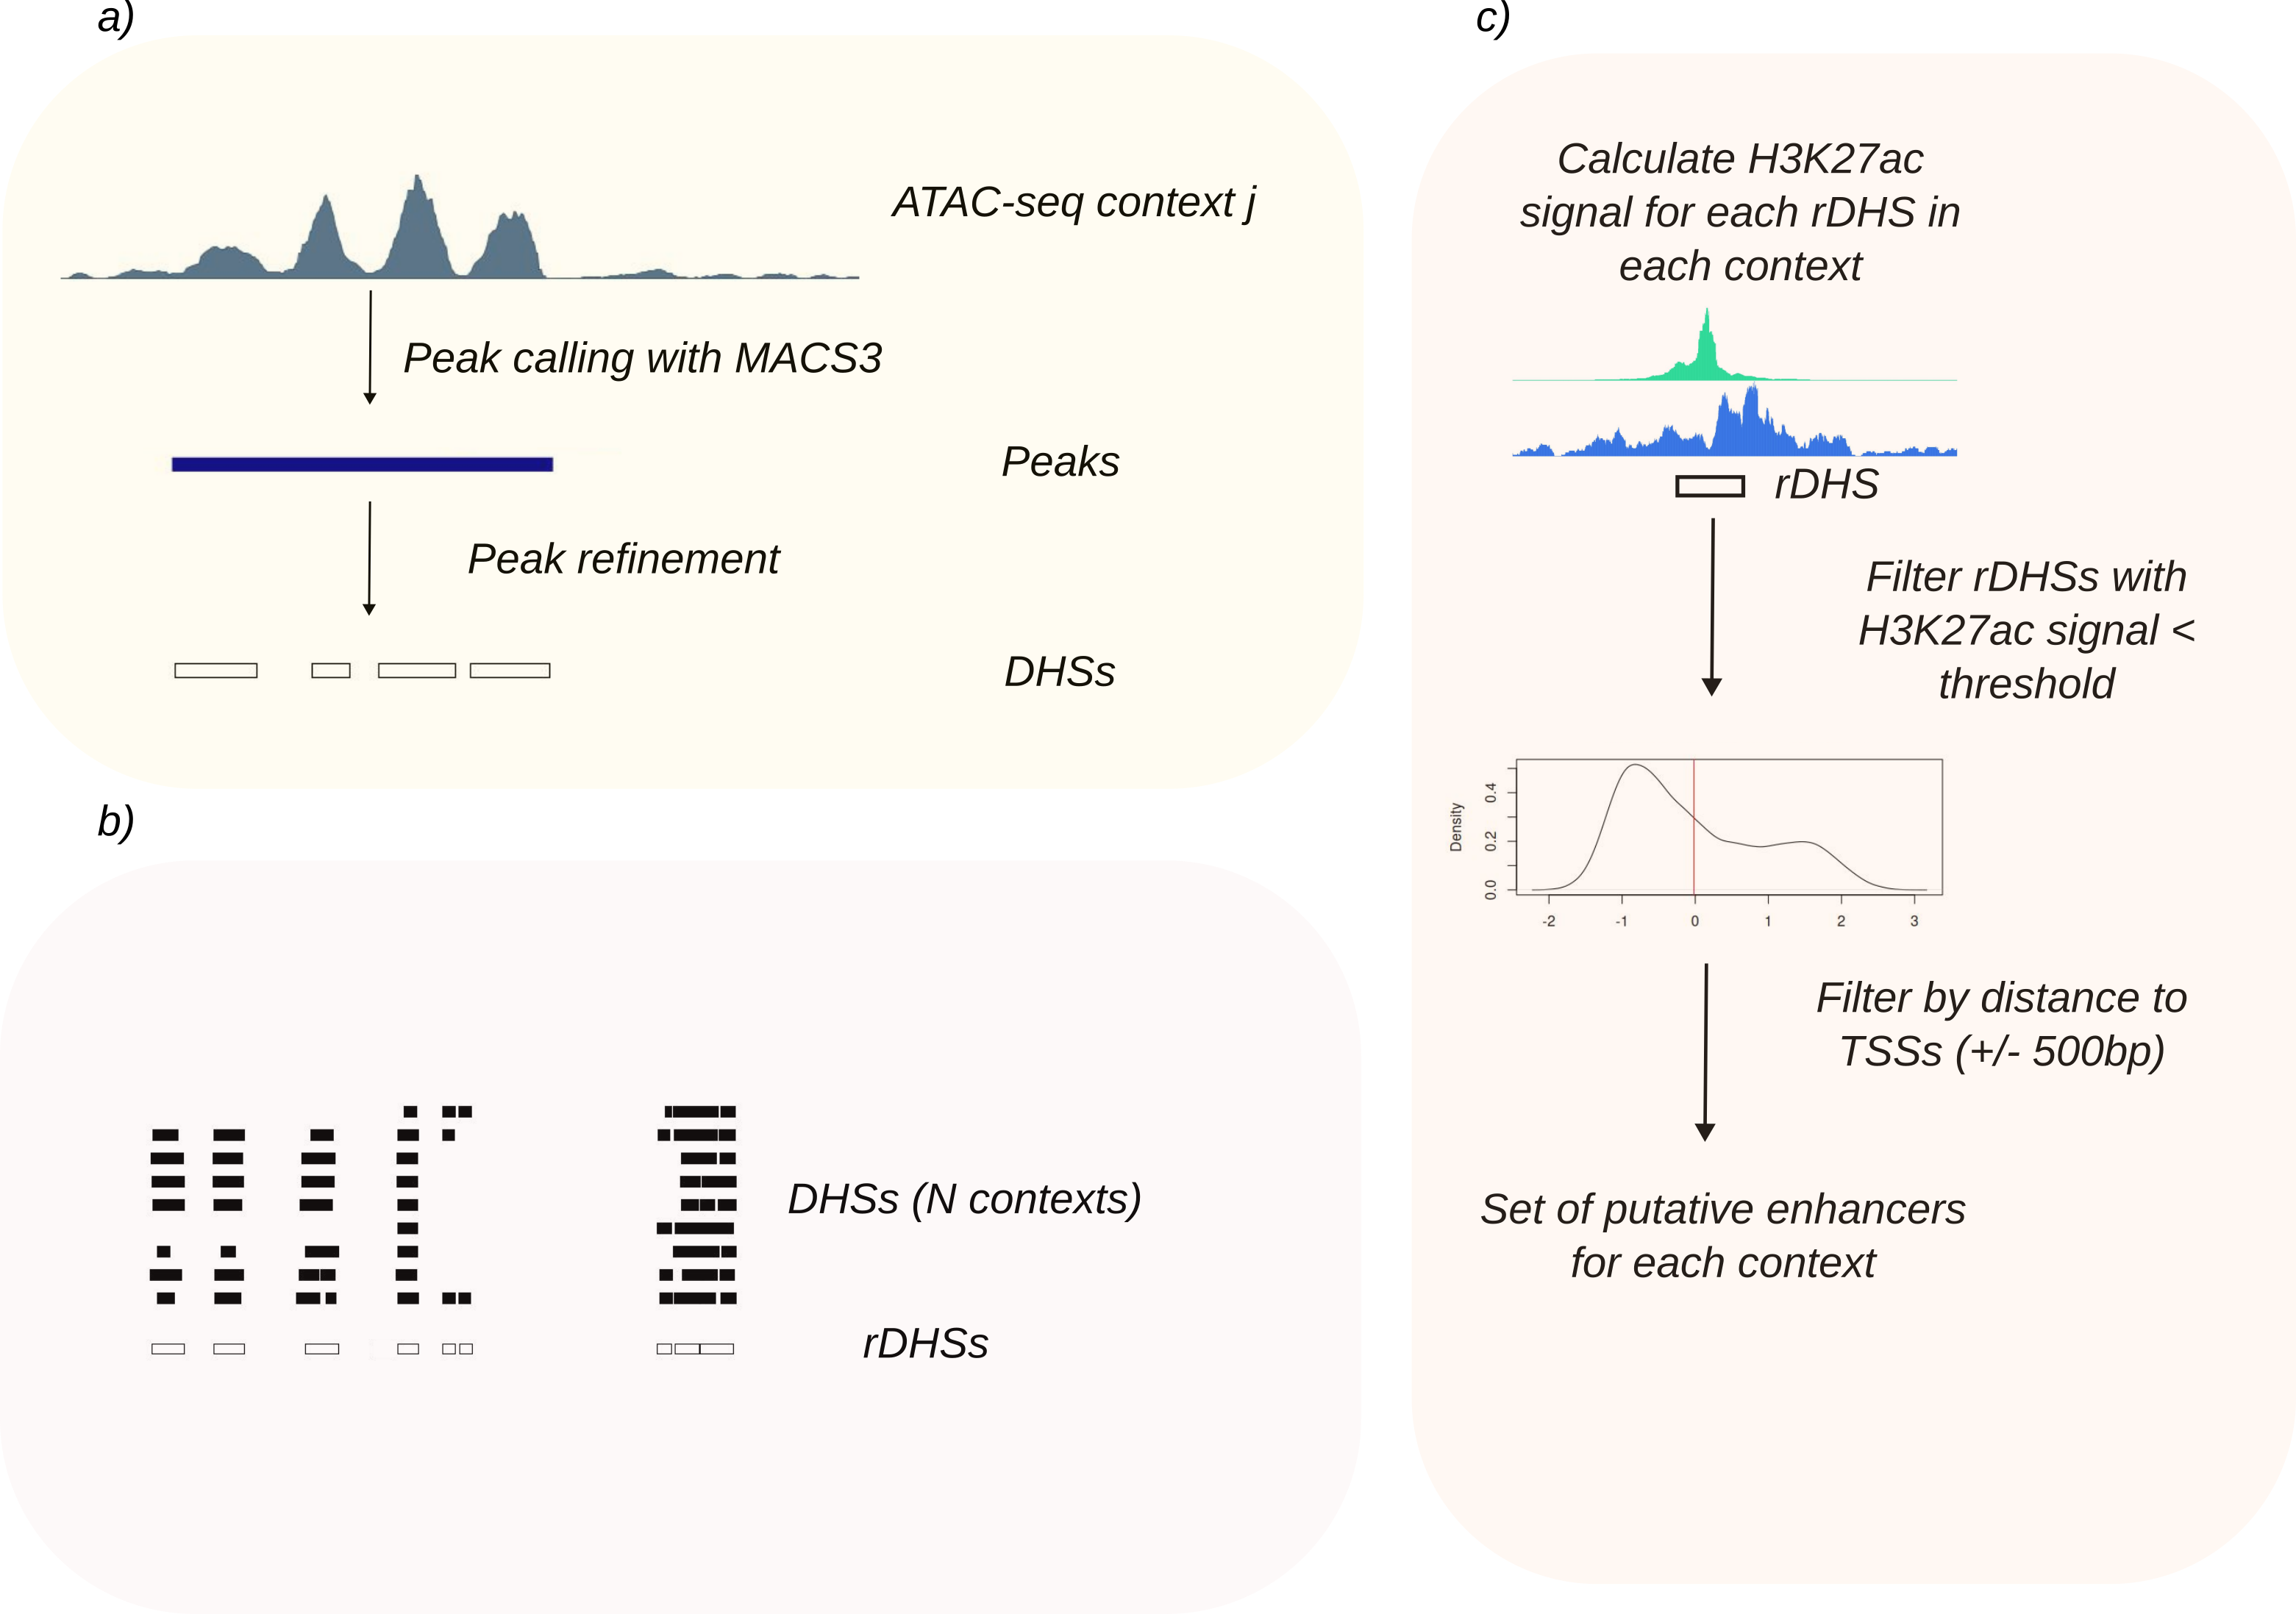 a)
ATAC-seq context j
Peak calling with MACS3
Peaks
Peak refinement
DHSs
b)
DHSs (N contexts)
rDHSs
c)
Calculate H3K27ac
signal for each rDHS in
each context
rDHS
Filter rDHSs with
H3K27ac signal <
threshold
Density
0.4
0.2
0.0
-2 -1 0 1 2 3
Filter by distance to
TSSs (+/- 500bp)
Set of putative enhancers
for each context